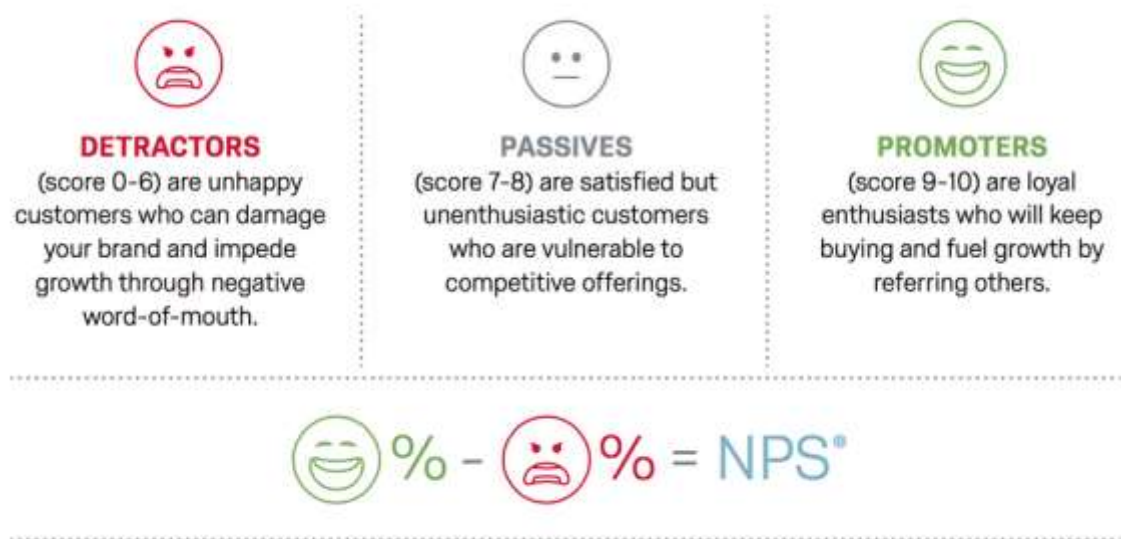 DETRACTORS
(score 0-6) are unhappy
customers who can damage
your brand and impede
growth through negative
word-of-mouth.
PASSIVES
(score 7-8) are satisfied but
unenthusiastic customers
who are vulnerable to
competitive offerings.
PROMOTERS
(score 9-10) are loyal
enthusiasts who will keep
buying and fuel growth by
referring others.
% - % = NPS®